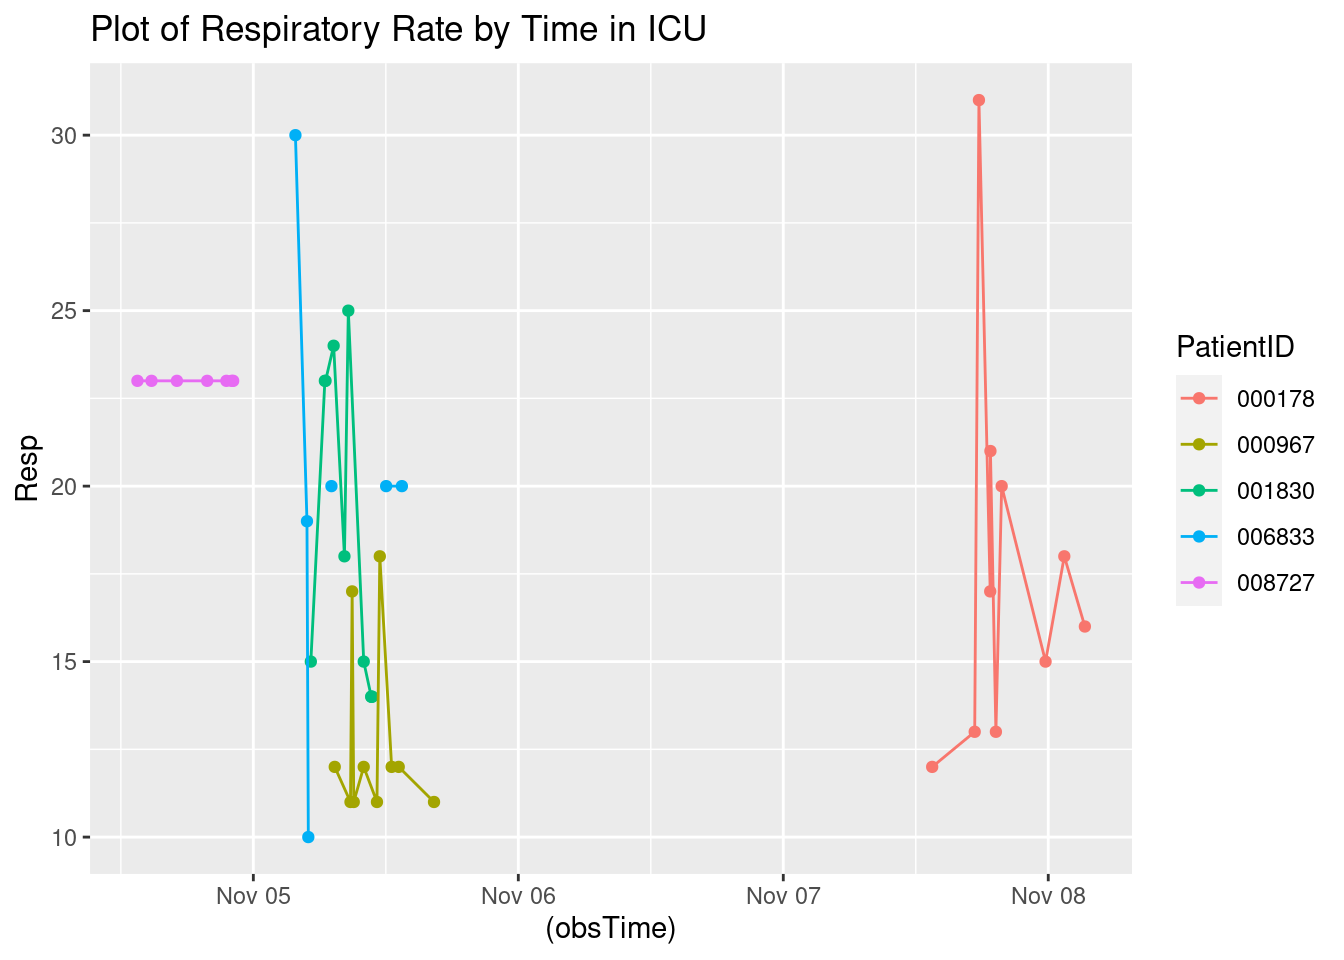 Plot of Respiratory Rate by Time in ICU
30
25
20
15
10
Resp
Nov 05
Nov 06
Nov 07
Nov 08
(obsTime)
PatientID
000178
000967
001830
006833
008727